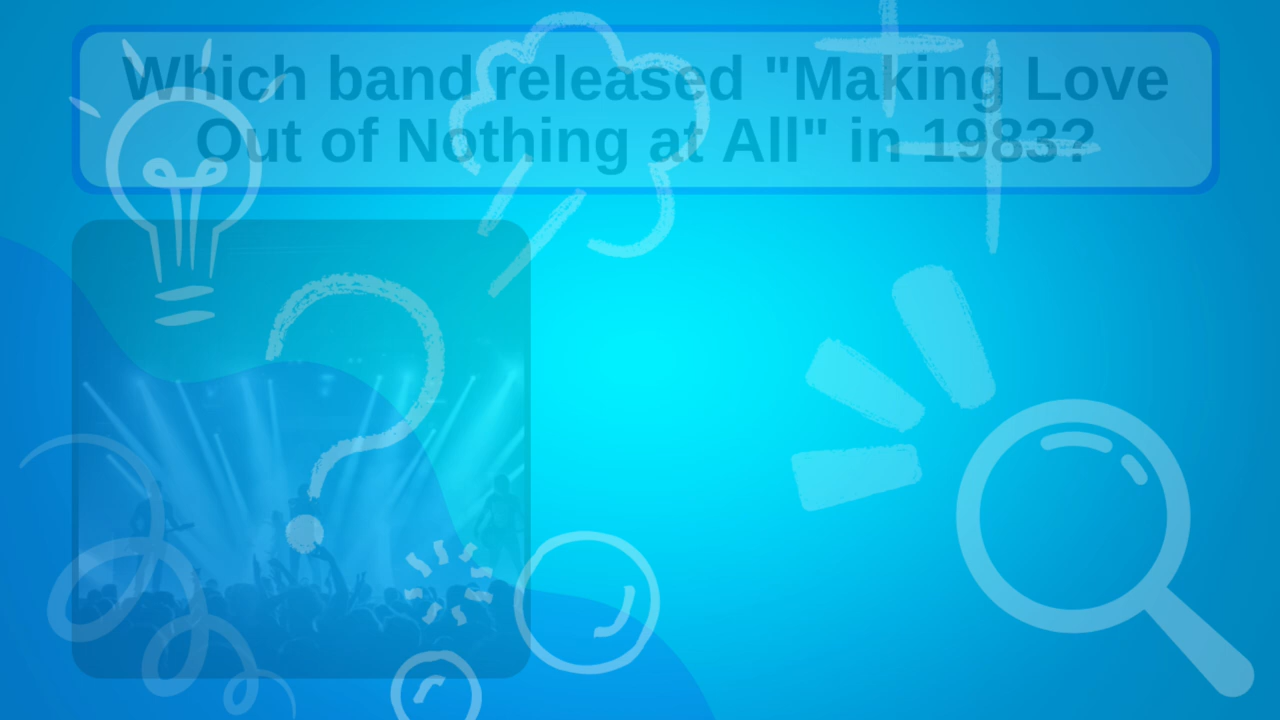 Which band released "Making Love
Out of Nothing at All" in 1983?